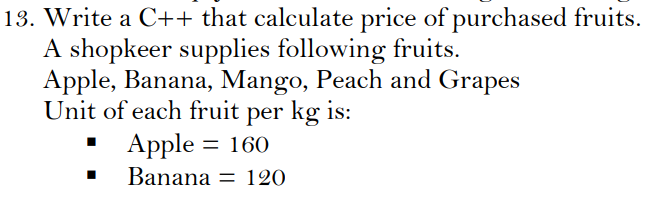 13. Write a C++ that calculate price of purchased fruits.
A shopkeer supplies following fruits.
Apple, Banana, Mango, Peach and Grapes
Unit of each fruit per kg is:
▪ Apple = 160
▪ Banana = 120